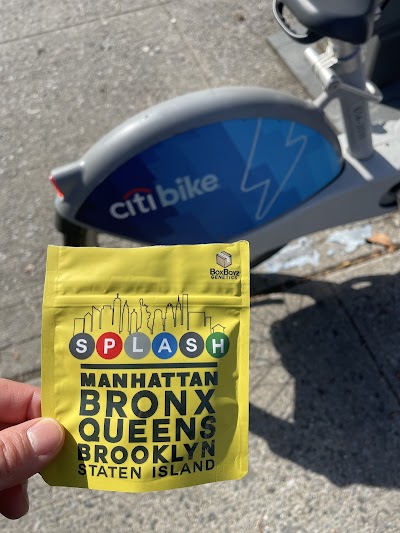 citi bike
BoxBoyz
GENETICS
SPLASH
MANHATTAN
BRONX
QUEENS
BROOKLYN
STATEN ISLAND